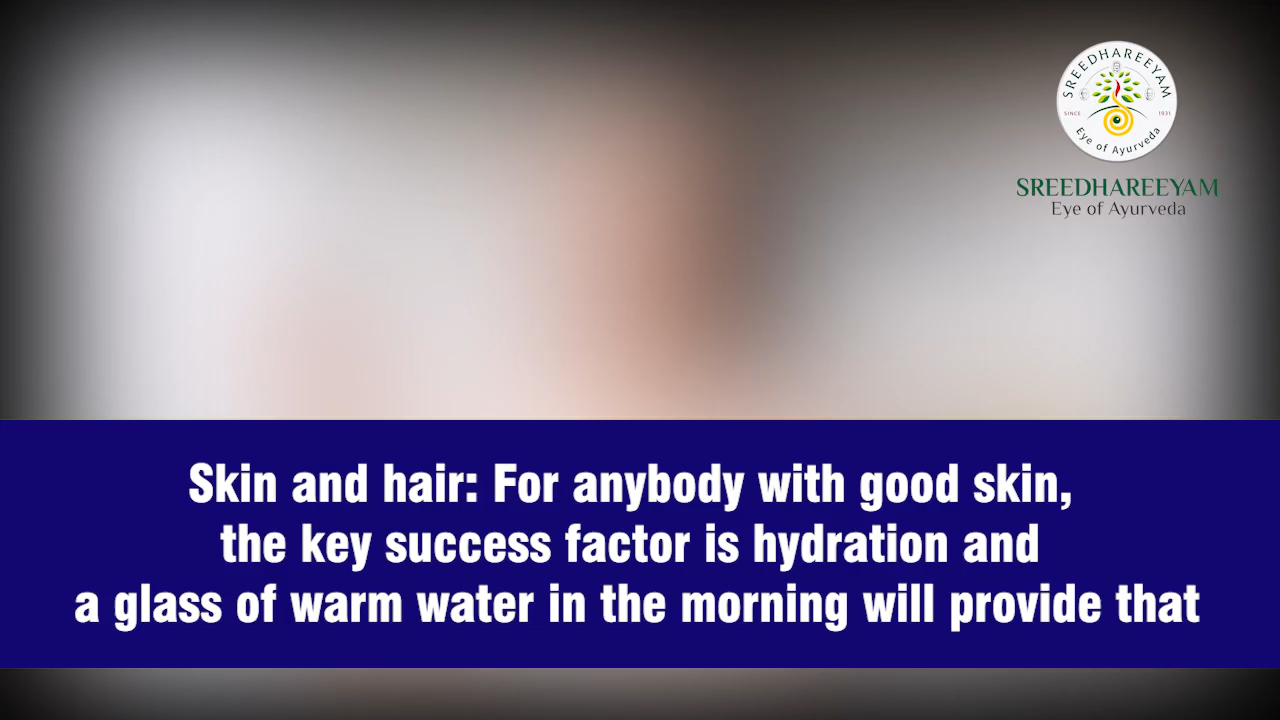 SREEDHAREEYAM
SINCE 1931
Eye of Ayurveda
SREEDHAREEYAM
Eye of Ayurveda
Skin and hair: For anybody with good skin,
the key success factor is hydration and
a glass of warm water in the morning will provide that